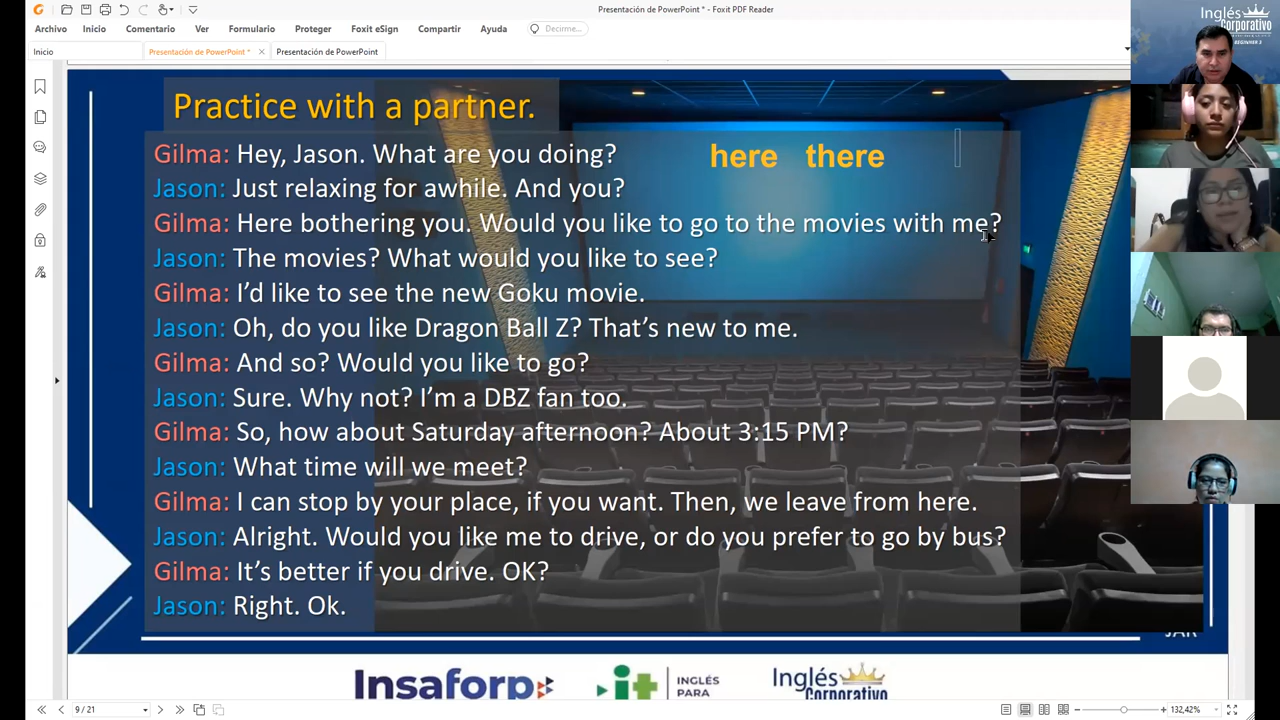 Presentación de PowerPoint * - Foxit PDF Reader
Archivo Inicio Comentario Ver Formulario Proteger Foxit eSign Compartir Ayuda Decirme...
Inicio Presentación de PowerPoint * Presentación de PowerPoint
Inglés
Corporativo
BEGINNER 2
Practice with a partner.
here there
Gilma: Hey, Jason. What are you doing?
Jason: Just relaxing for awhile. And you?
Gilma: Here bothering you. Would you like to go to the movies with me?
Jason: The movies? What would you like to see?
Gilma: I'd like to see the new Goku movie.
Jason: Oh, do you like Dragon Ball Z? That's new to me.
Gilma: And so? Would you like to go?
Jason: Sure. Why not? I'm a DBZ fan too.
Gilma: So, how about Saturday afternoon? About 3:15 PM?
Jason: What time will we meet?
Gilma: I can stop by your place, if you want. Then, we leave from here.
Jason: Alright. Would you like me to drive, or do you prefer to go by bus?
Gilma: It's better if you drive. OK?
Jason: Right. Ok.
JAR
Insaforp
it INGLÉS
PARA
Inglés
Corporativo
9 / 21
132,42%